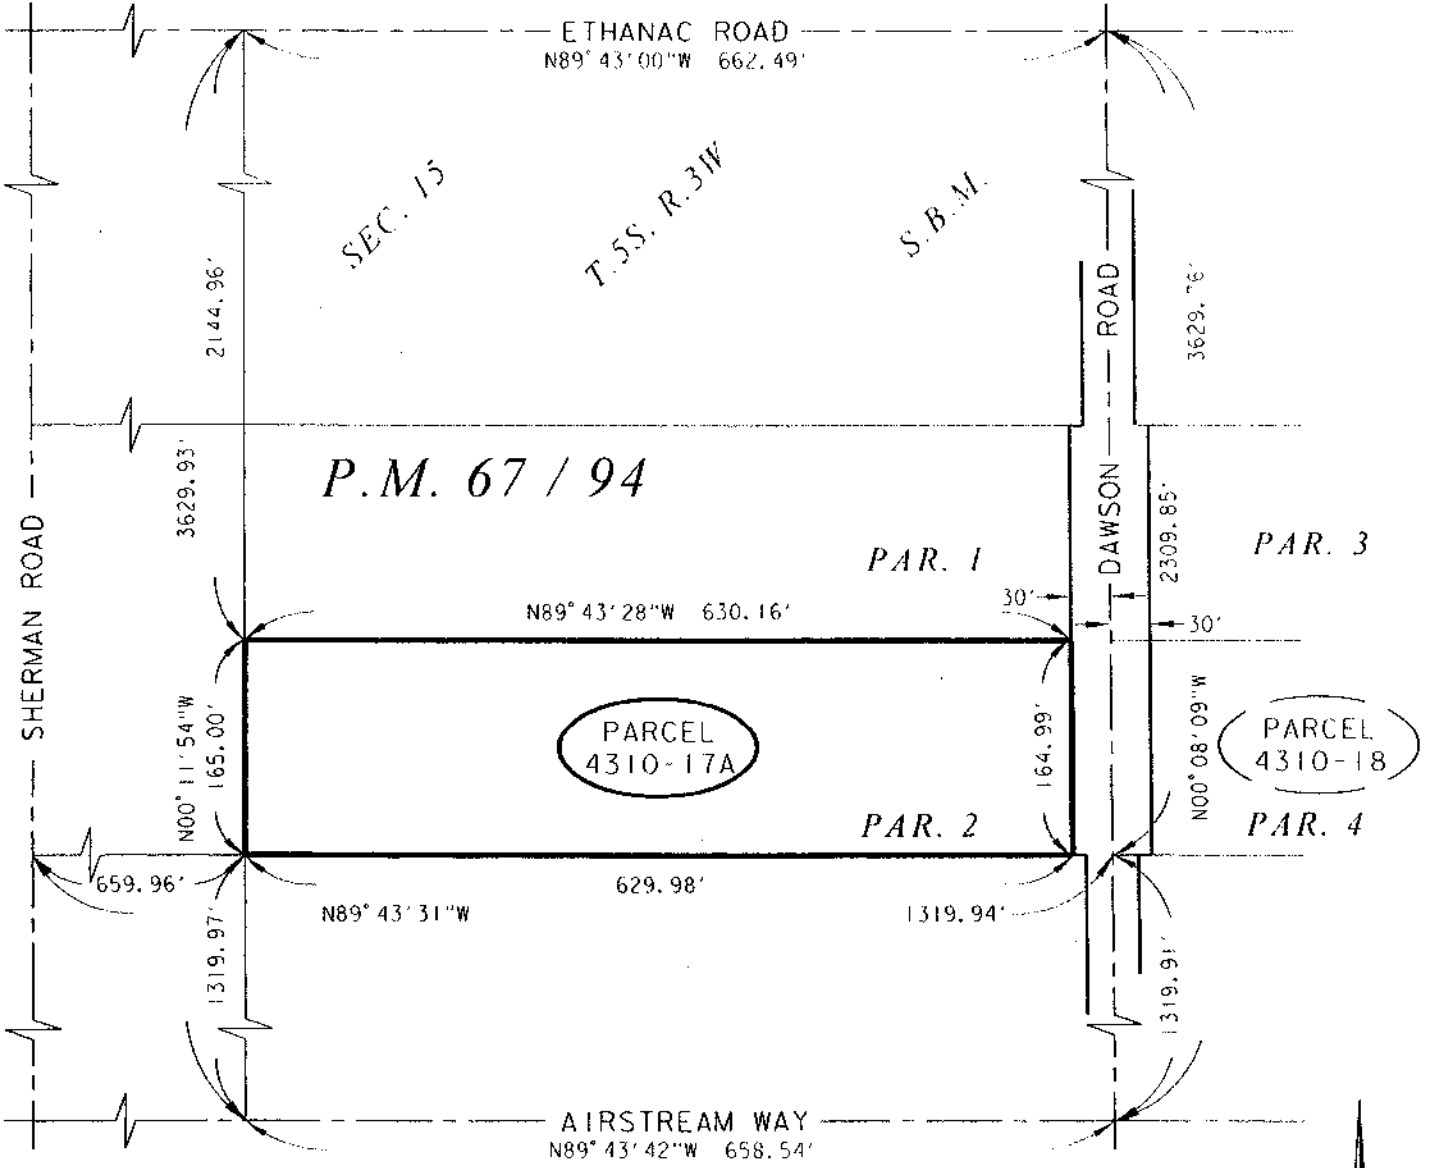 ETHANAC ROAD
N89°43'00"W 662.49'
SEC. 15
T.5S. R.3W
S.B.M.
2144.96'
ROAD
3629.76'
P.M. 67 / 94
3629.93'
DAWSON
2309.85'
SHERMAN ROAD
PAR. 1
PAR. 3
30'
N89°43'28"W 630.16'
30'
N00°11'54"W
165.00'
PARCEL
4310-17A
164.99'
N00°08'09"W
PARCEL
4310-18
PAR. 2
PAR. 4
659.96'
629.98'
N89°43'31"W
1319.94'
1319.97'
1319.91'
AIRSTREAM WAY
N89°43'42"W 658.54'